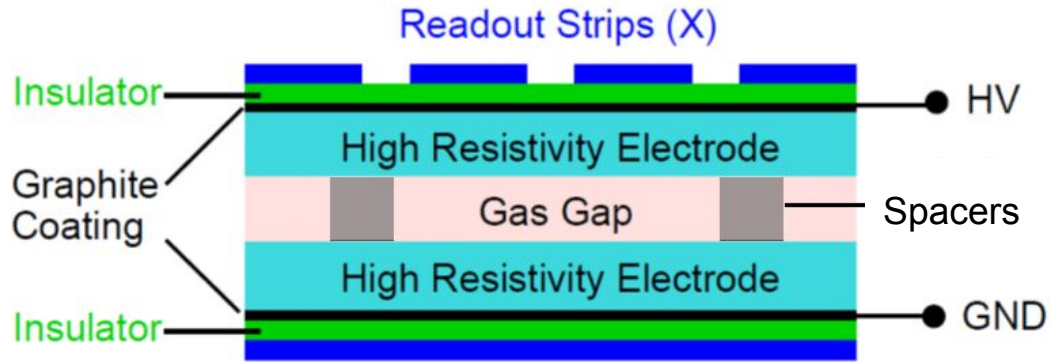 Readout Strips (X)
Insulator
HV
High Resistivity Electrode
Graphite
Coating
Gas Gap
Spacers
High Resistivity Electrode
Insulator
GND